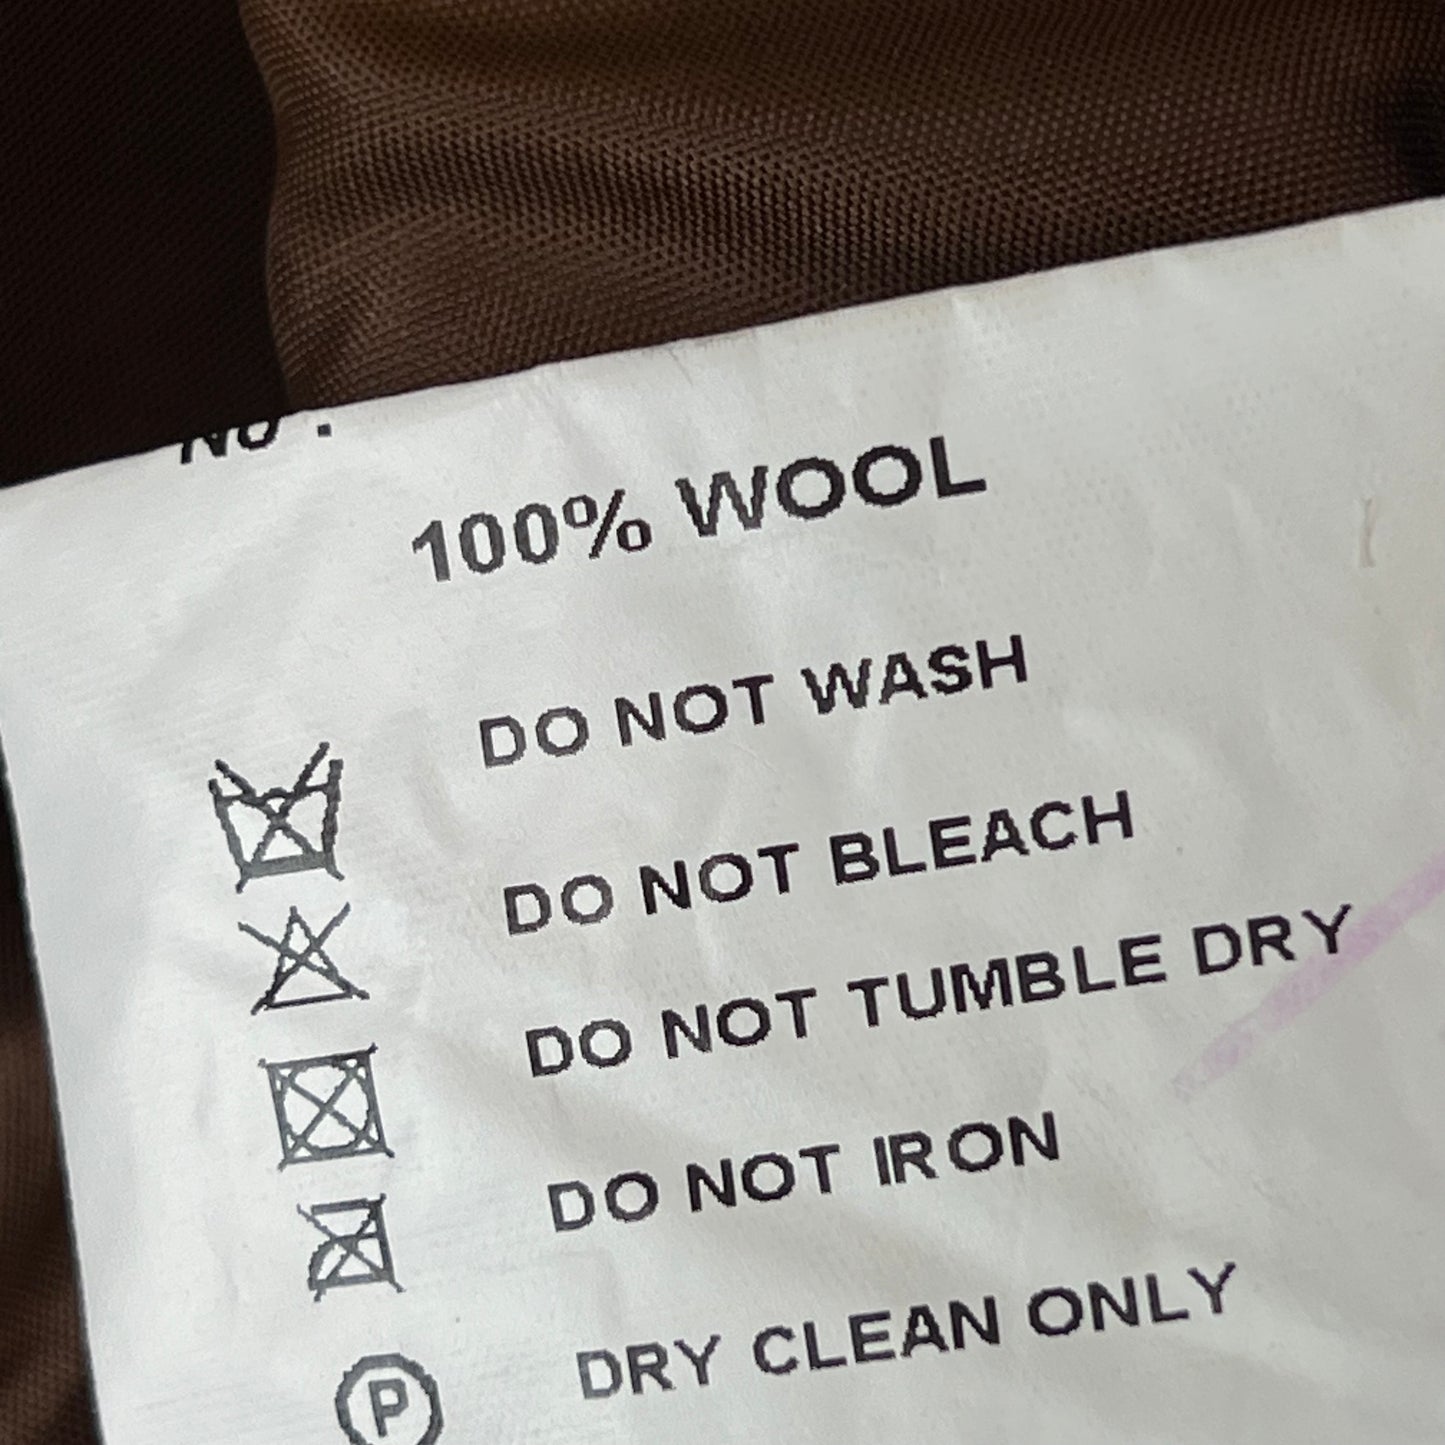 100% WOOL
DO NOT WASH
DO NOT BLEACH
DO NOT TUMBLE DRY
DO NOT IRON
DRY CLEAN ONLY
P